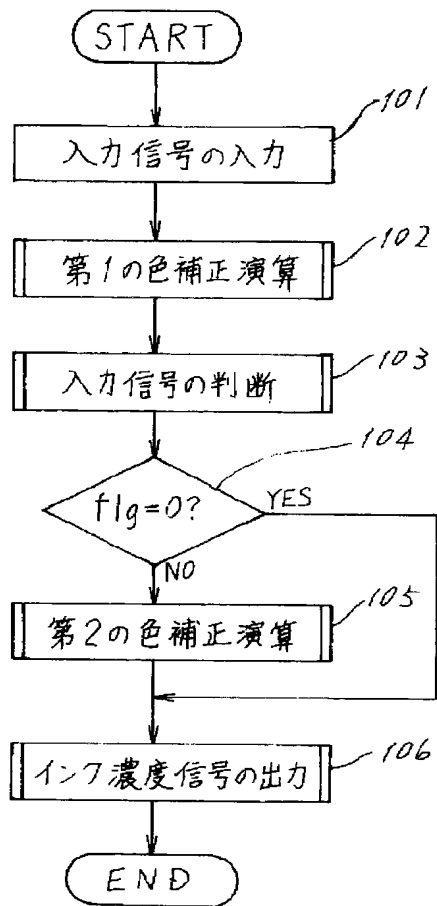 START
101
入力信号の入力
102
第1の色補正演算
103
入力信号の判断
104
flg=0?
YES
NO
105
第2の色補正演算
106
インク濃度信号の出力
END